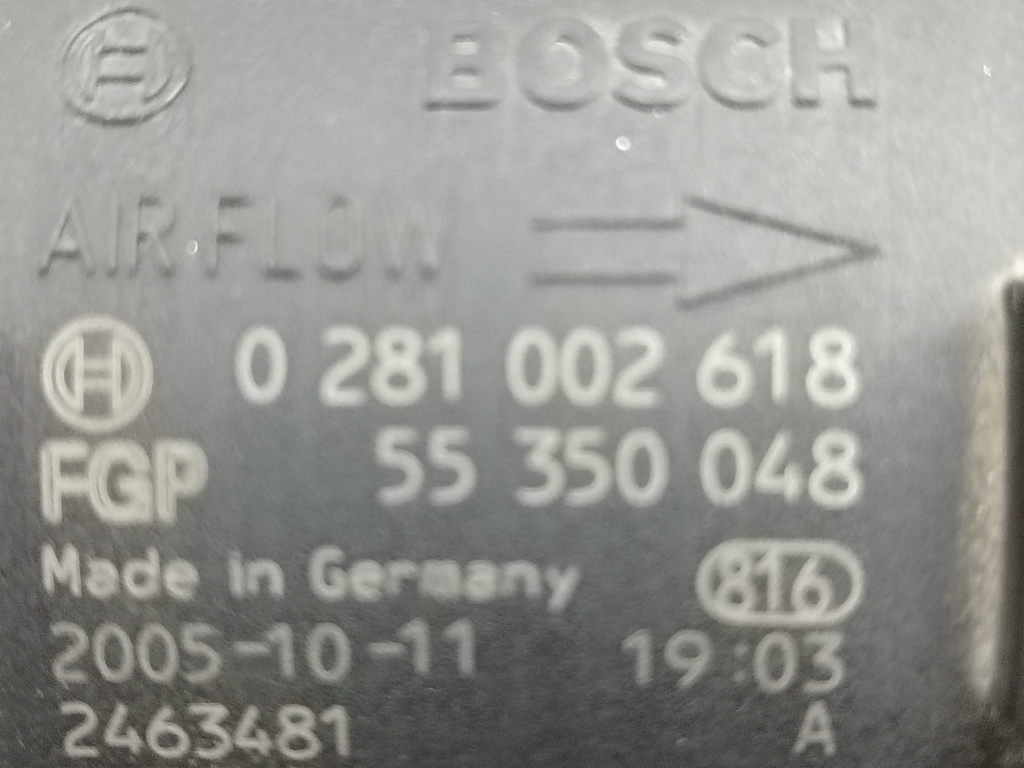 BOSCH
AIR FLOW
0 281 002 618
FGP 55 350 048
Made in Germany 816
2005-10-11 19:03
2463481 A